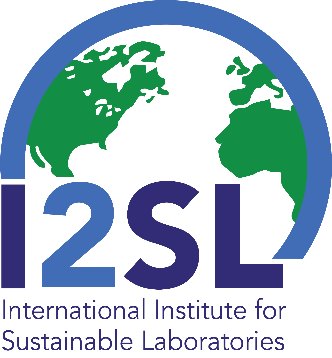 I2SL
International Institute for
Sustainable Laboratories